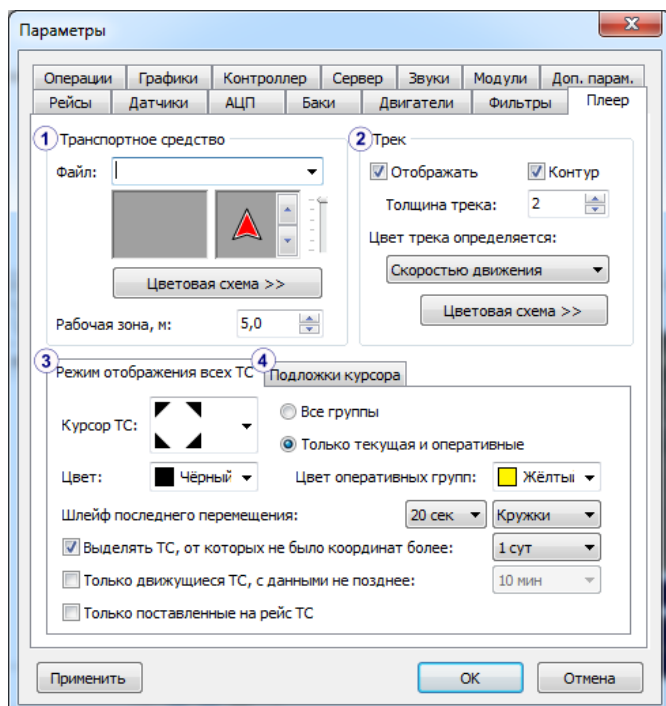 Параметры
x
Операции Графики Контроллер Сервер Звуки Модули Доп. парам.
Рейсы Датчики АЦП Баки Двигатели Фильтры Плеер
1 Транспортное средство
Файл:
Цветовая схема >>
Рабочая зона, м: 5,0
2 Трек
Отображать Контур
Толщина трека: 2
Цвет трека определяется:
Скоростью движения
Цветовая схема >>
3 Режим отображения всех ТС 4 Подложки курсора
Курсор ТС:
Все группы
Только текущая и оперативные
Цвет: Чёрный Цвет оперативных групп: Жёлты
Шлейф последнего перемещения: 20 сек Кружки
Выделять ТС, от которых не было координат более: 1 сут
Только движущиеся ТС, с данными не позднее: 10 мин
Только поставленные на рейс ТС
Применить ОК Отмена